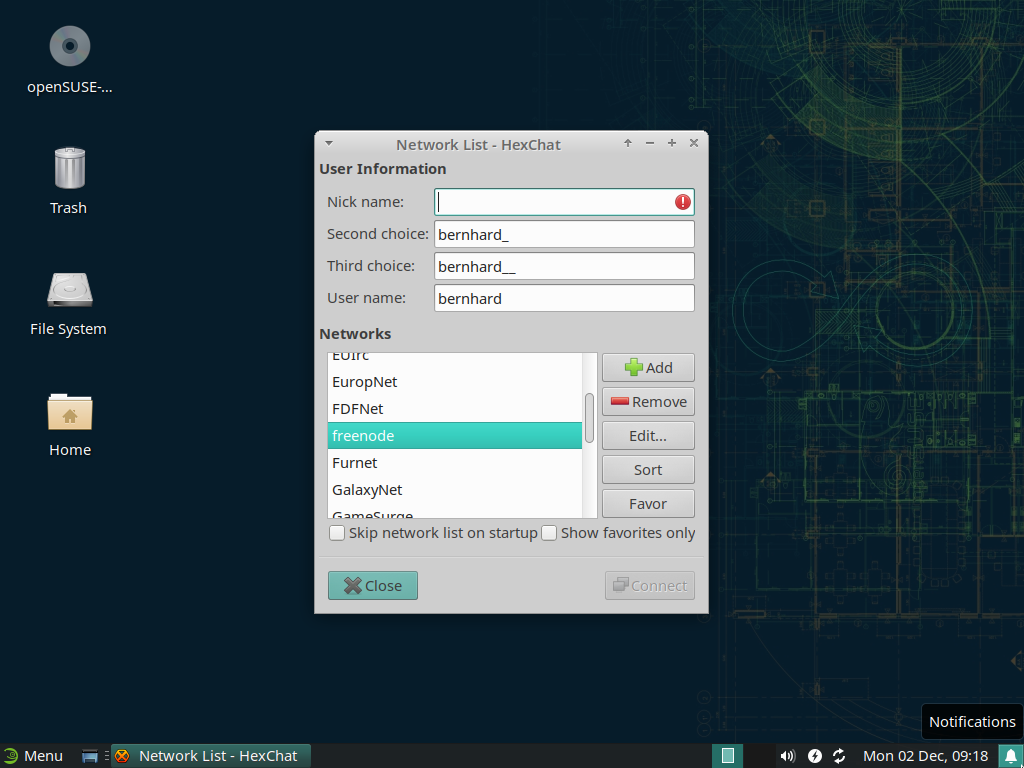 openSUSE-...
Trash
File System
Home
Network List - HexChat
User Information
Nick name:
Second choice: bernhard_
Third choice: bernhard__
User name: bernhard
Networks
EUIrc
EuropNet
FDFNet
freenode
Furnet
GalaxyNet
GameSurge
Add
Remove
Edit...
Sort
Favor
Skip network list on startup Show favorites only
Close Connect
Notifications
Menu Network List - HexChat Mon 02 Dec, 09:18